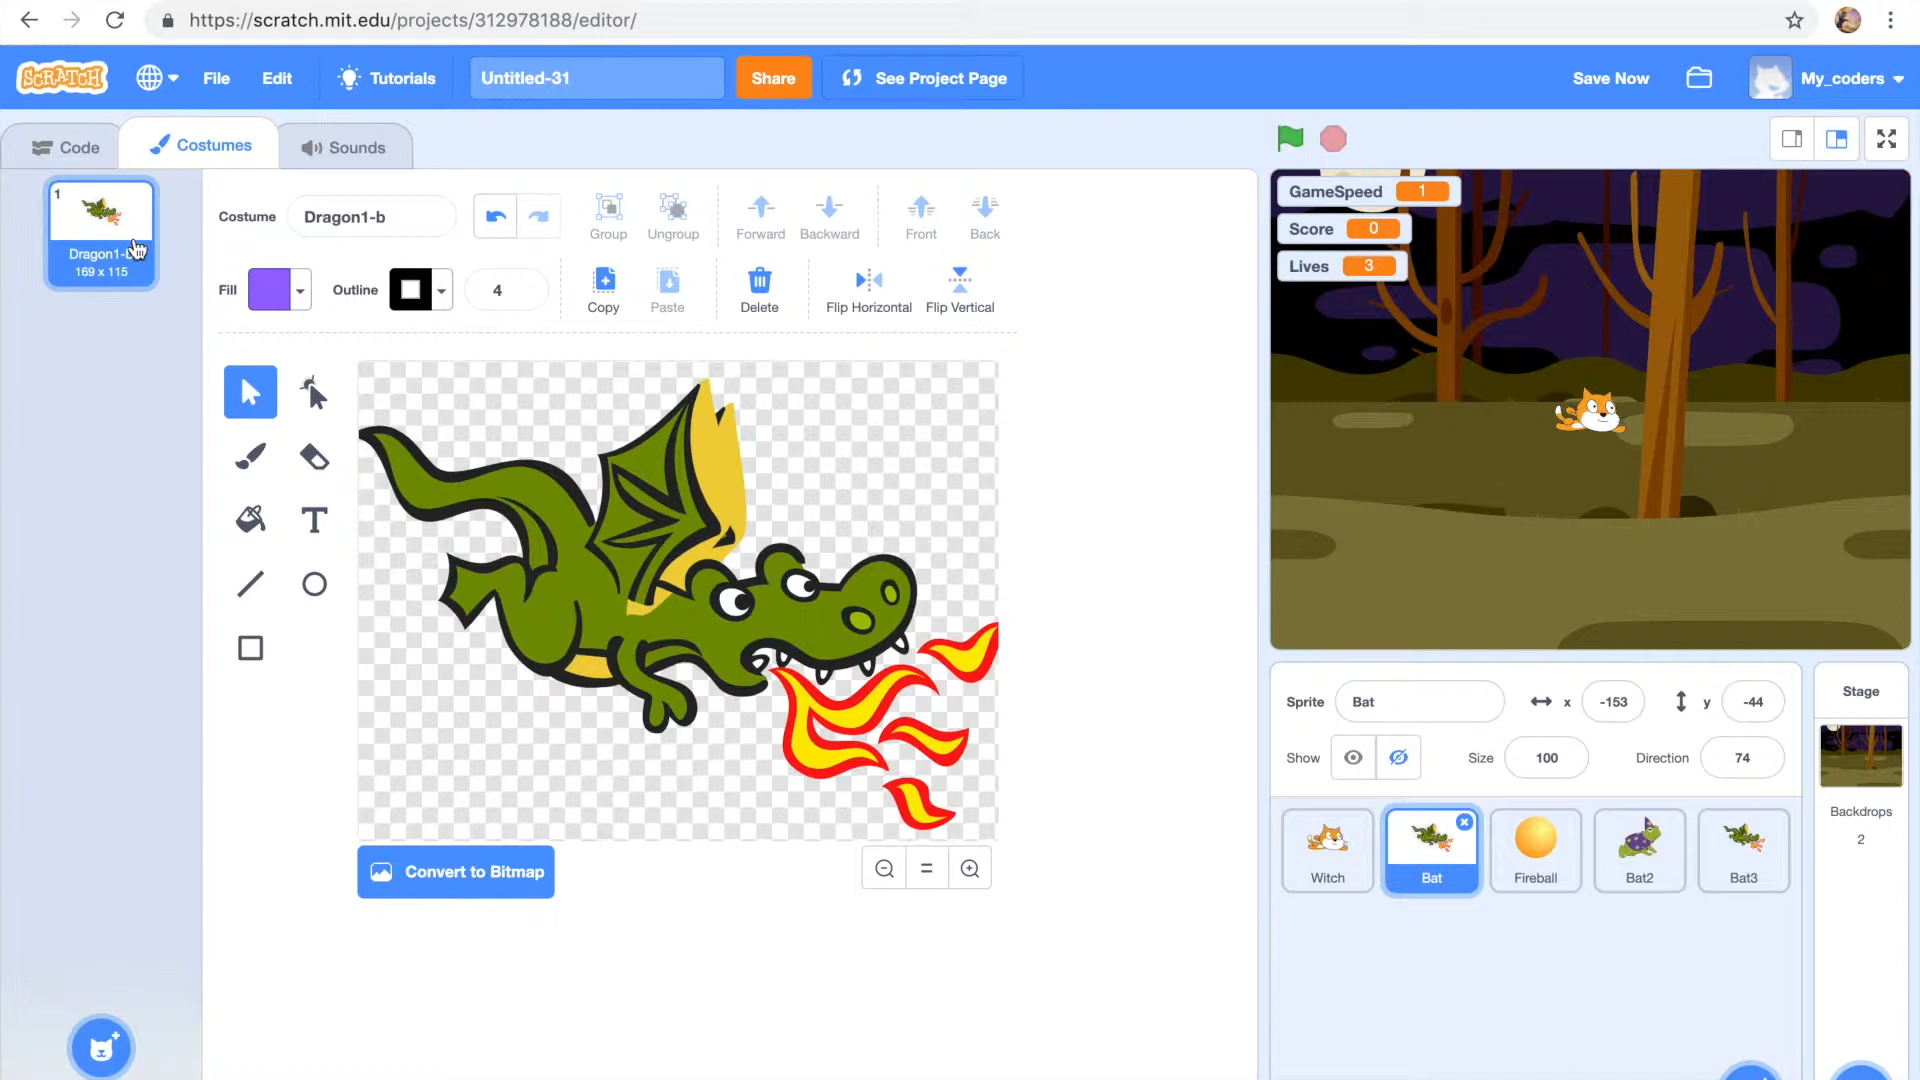 https://scratch.mit.edu/projects/312978188/editor/
SCRATCH File Edit Tutorials Untitled-31 Share See Project Page Save Now My_coders
Code Costumes Sounds
1
Dragon1-
169 x 115
Costume Dragon1-b Group Ungroup Forward Backward Front Back
Fill Outline 4 Copy Paste Delete Flip Horizontal Flip Vertical
T
Convert to Bitmap
GameSpeed 1
Score 0
Lives 3
Sprite Bat x -153 y -44
Show Size 100 Direction 74
Witch Bat Fireball Bat2 Bat3
Stage
Backdrops
2